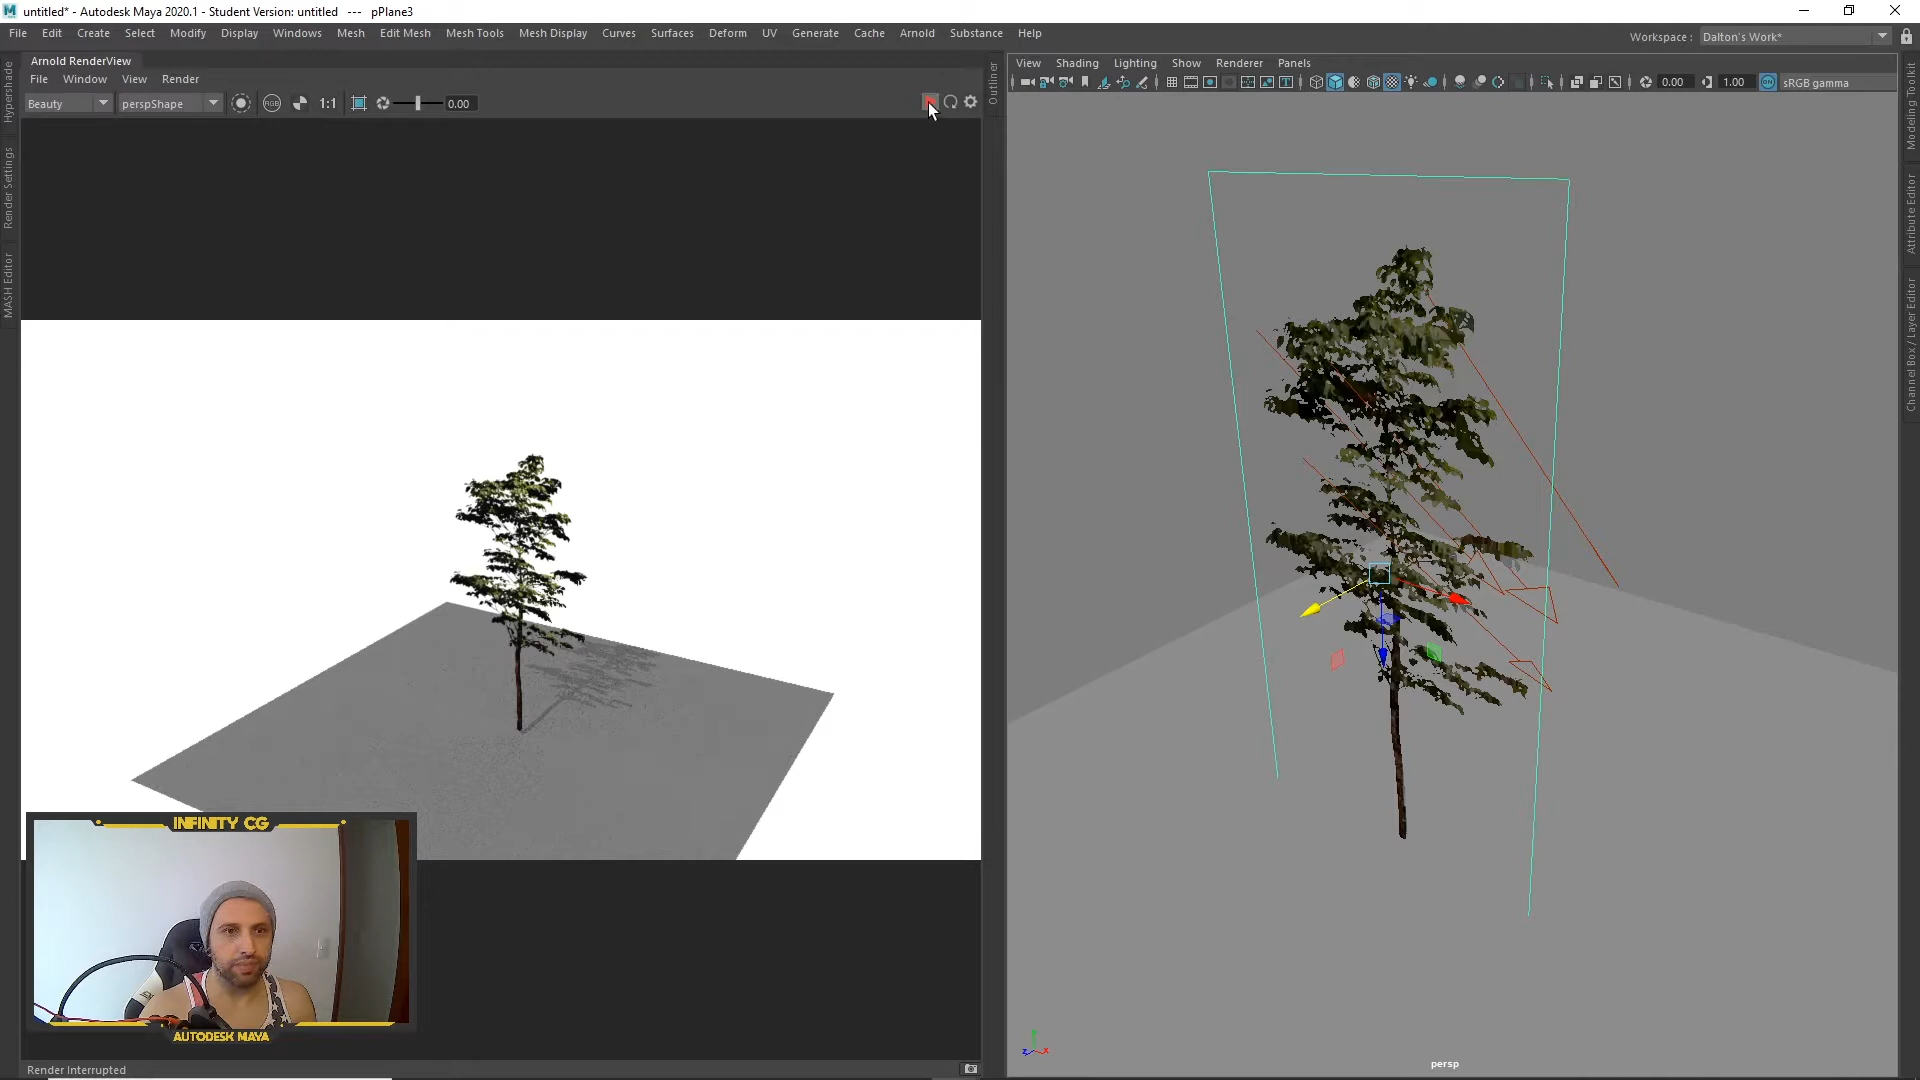 untitled* - Autodesk Maya 2020.1 - Student Version: untitled --- pPlane3
File Edit Create Select Modify Display Windows Mesh Edit Mesh Mesh Tools Mesh Display Curves Surfaces Deform UV Generate Cache Arnold Substance Help
Workspace : Dalton's Work*
Arnold RenderView
File Window View Render
Beauty perspShape RGB 1:1 0.00
View Shading Lighting Show Renderer Panels
0.00 1.00 ON sRGB gamma
Hypershade
Render Settings
MASH Editor
Outliner
Modeling Toolkit
Attribute Editor
Channel Box / Layer Editor
INFINITY CG
AUTODESK MAYA
Render Interrupted
z x
persp